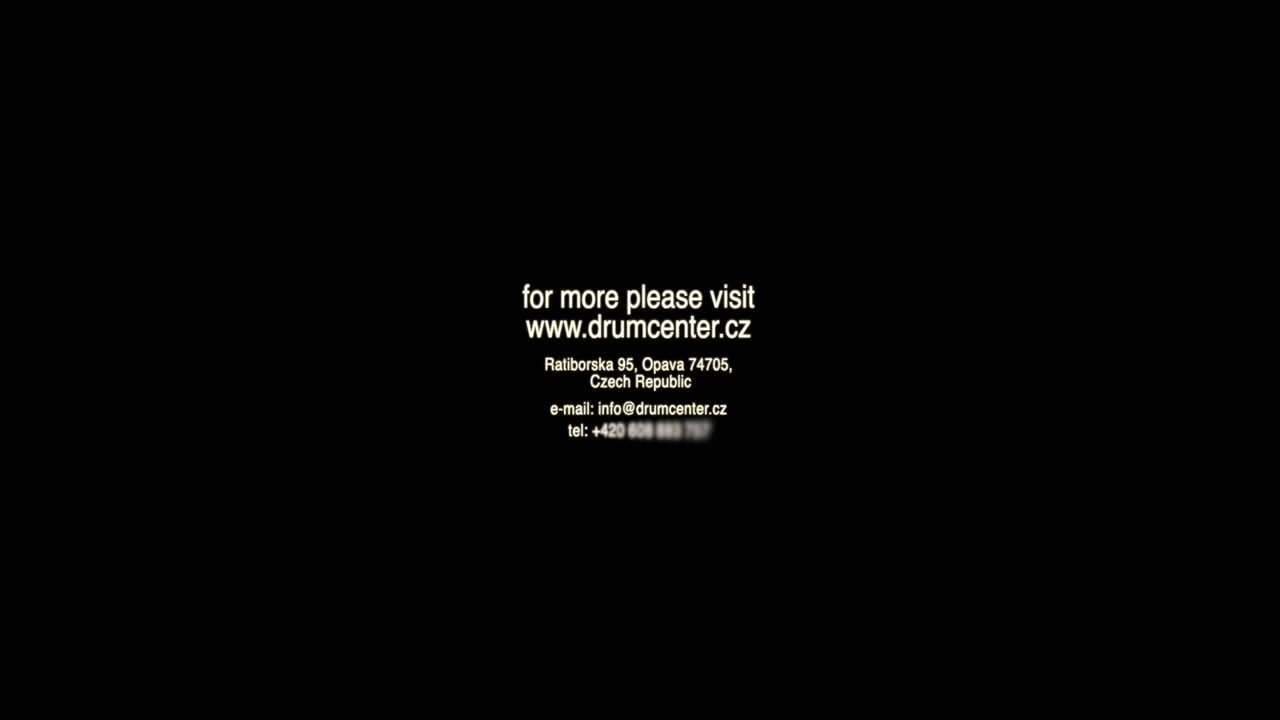 for more please visit
www.drumcenter.cz
Ratiborska 95, Opava 74705,
Czech Republic
e-mail: info@drumcenter.cz
tel: +420